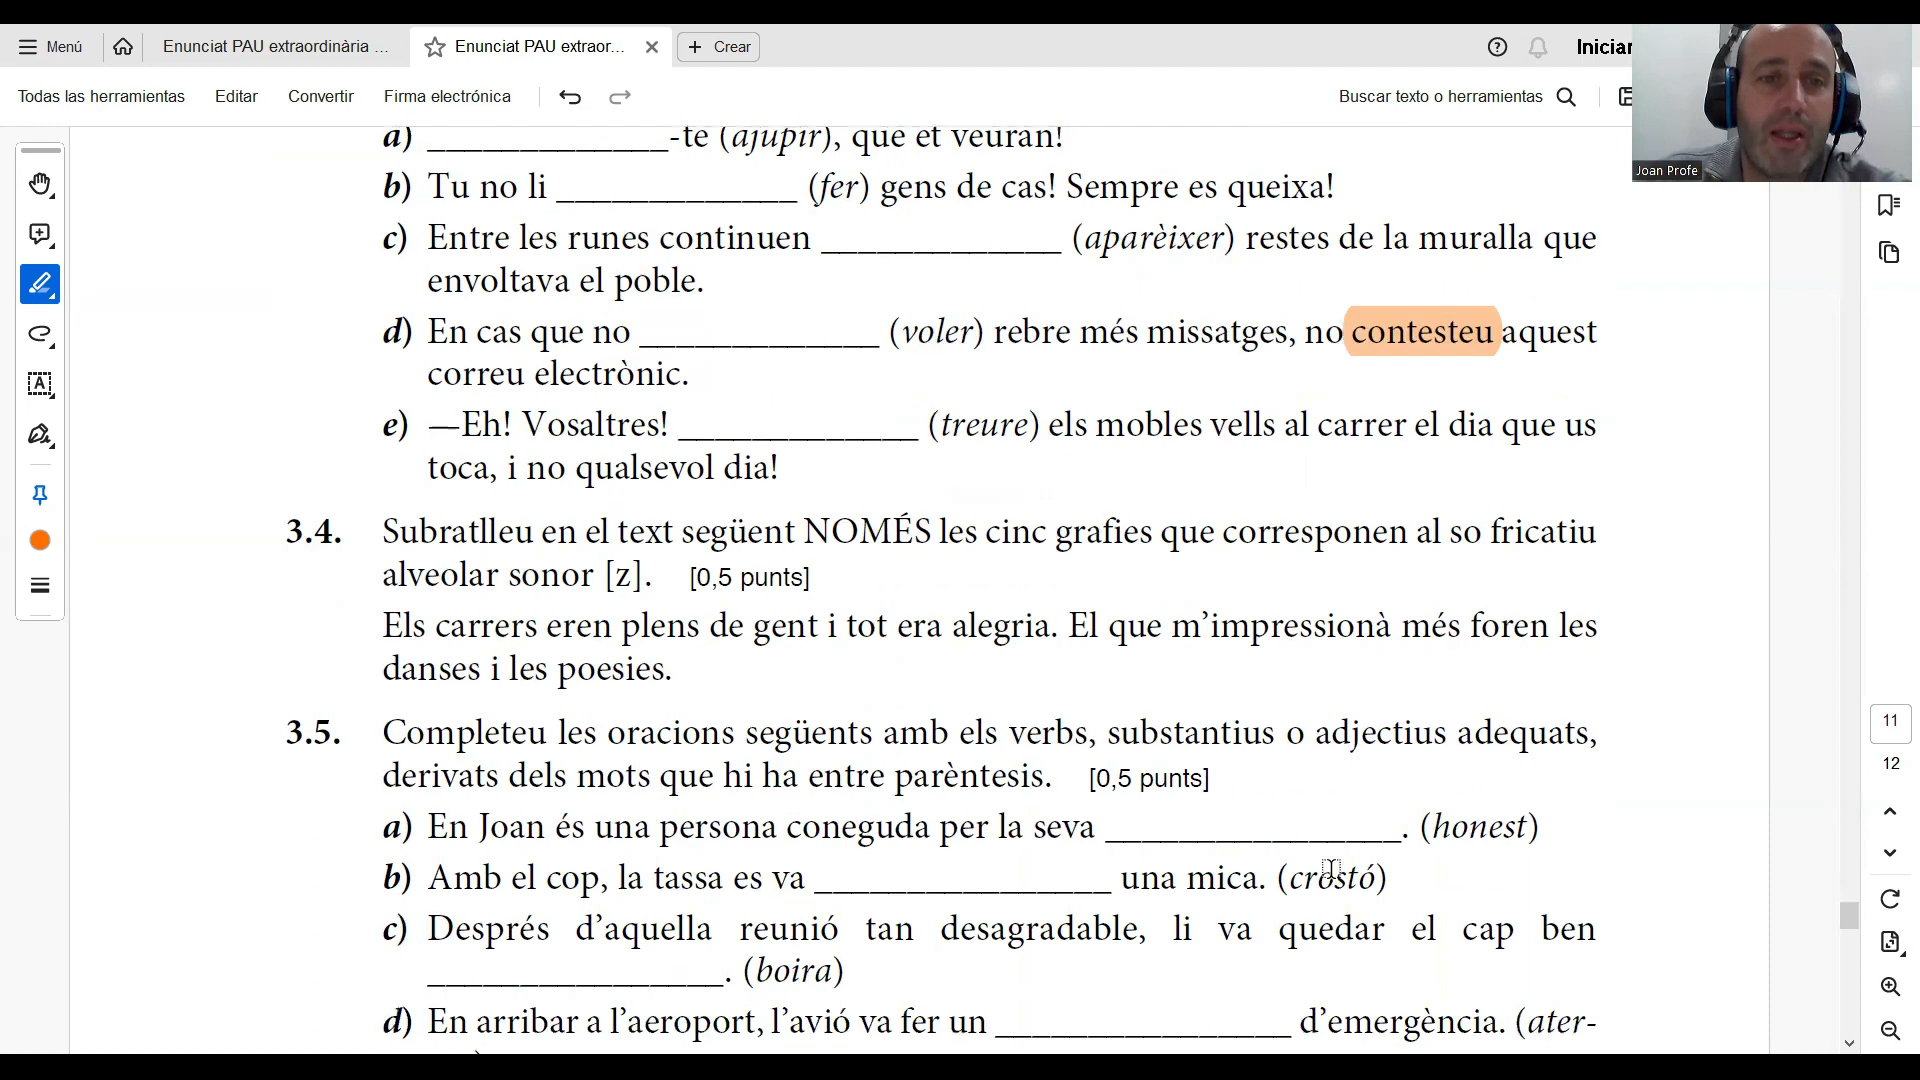 Menú
Enunciat PAU extraordinària ...
Enunciat PAU extraor...
Crear
Iniciar
Todas las herramientas
Editar
Convertir
Firma electrónica
Buscar texto o herramientas
Joan Profe
a) _____________-te (ajupir), que et veuran!
b) Tu no li _____________ (fer) gens de cas! Sempre es queixa!
c) Entre les runes continuen _____________ (aparèixer) restes de la muralla que
envoltava el poble.
d) En cas que no _____________ (voler) rebre més missatges, no contesteu aquest
correu electrònic.
e) —Eh! Vosaltres! _____________ (treure) els mobles vells al carrer el dia que us
toca, i no qualsevol dia!
3.4. Subratlleu en el text següent NOMÉS les cinc grafies que corresponen al so fricatiu
alveolar sonor [z]. [0,5 punts]
Els carrers eren plens de gent i tot era alegria. El que m’impressionà més foren les
danses i les poesies.
3.5. Completeu les oracions següents amb els verbs, substantius o adjectius adequats,
derivats dels mots que hi ha entre parèntesis. [0,5 punts]
a) En Joan és una persona coneguda per la seva ________________. (honest)
b) Amb el cop, la tassa es va ________________ una mica. (crostó)
c) Després d’aquella reunió tan desagradable, li va quedar el cap ben
________________. (boira)
d) En arribar a l’aeroport, l’avió va fer un ________________ d’emergència. (ater-
11
12